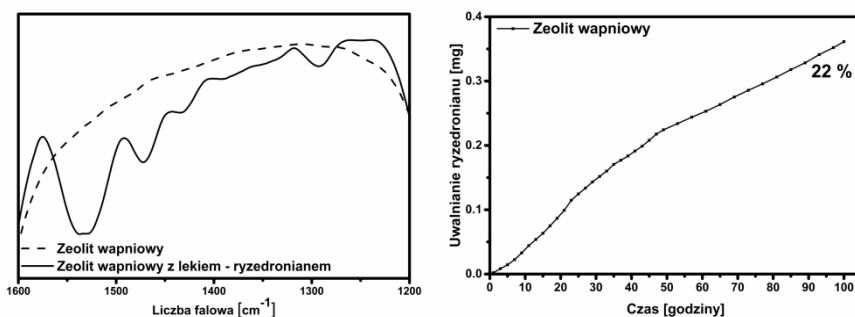 Zeolit wapniowy
Zeolit wapniowy z lekiem - ryzedronianem
1600 1500 1400 1300 1200
Liczba falowa [cm⁻¹]
Uwalnianie ryzedronianu [mg]
0.4
0.3
0.2
0.1
0.0
Zeolit wapniowy
22 %
0 10 20 30 40 50 60 70 80 90 100
Czas [godziny]